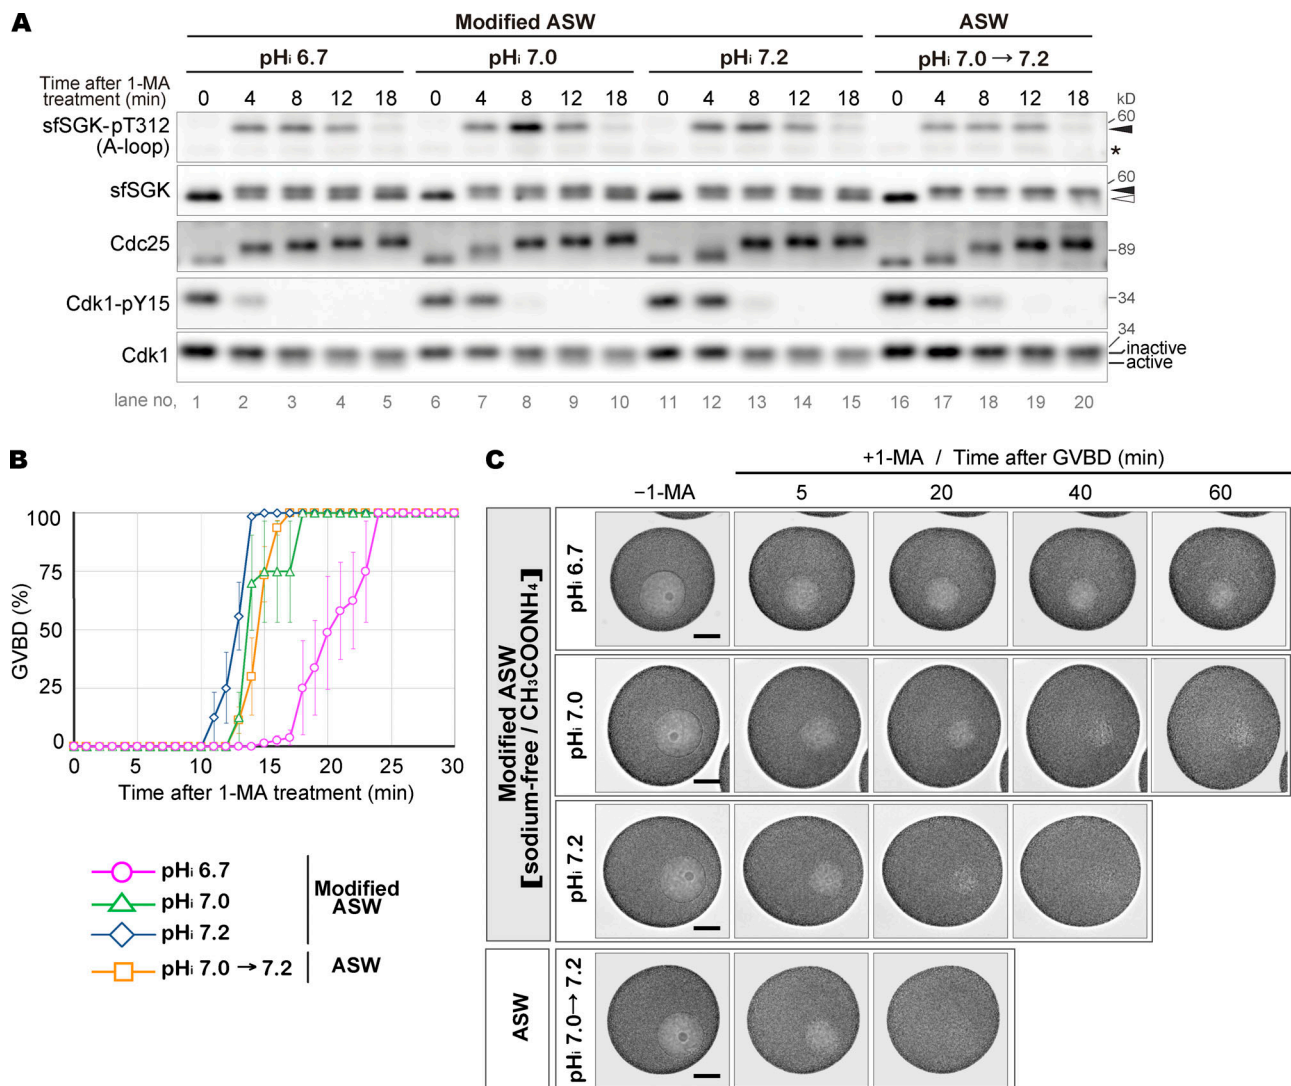 A
Modified ASW ASW
pHi 6.7 pHi 7.0 pHi 7.2 pHi 7.0 → 7.2
Time after 1-MA
treatment (min) 0 4 8 12 18 0 4 8 12 18 0 4 8 12 18 0 4 8 12 18 kD
sfSGK-pT312 60
(A-loop) *
sfSGK 60
Cdc25 89
Cdk1-pY15 34
34
Cdk1 inactive
active
lane no, 1 2 3 4 5 6 7 8 9 10 11 12 13 14 15 16 17 18 19 20
B
GVBD (%)
100
75
50
25
0
0 5 10 15 20 25 30
Time after 1-MA treatment (min)
pHi 6.7
pHi 7.0
pHi 7.2
Modified
ASW
pHi 7.0 → 7.2 ASW
C
+1-MA / Time after GVBD (min)
−1-MA 5 20 40 60
Modified ASW
[sodium-free / CH₃COONH₄]
pHi 6.7
pHi 7.0
pHi 7.2
ASW
pHi 7.0→ 7.2